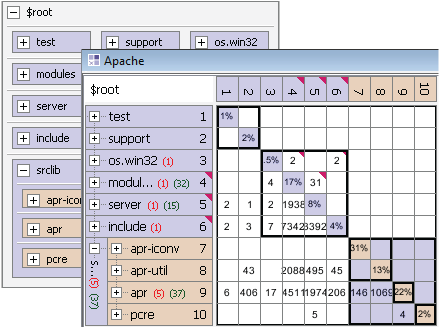 $root
test support os.win32
modules
server
include
srclib
apr-icon
apr
pcre
Apache
$root 1 2 3 4 5 6 7 8 9 10
test 1 1%
support 2 2%
os.win32 (1) 3 .5% 2 2
modul... (1) (32) 4 4 17% 31
server (1) (15) 5 2 1 2 1938 8%
include (1) 6 2 3 7 7342 3392 4%
s... (5) (37)
apr-iconv 7 31%
apr-util 8 43 2088 495 45 13%
apr (5) (37) 9 6 406 17 4511 1974 206 146 1069 22%
pcre 10 5 4 2%